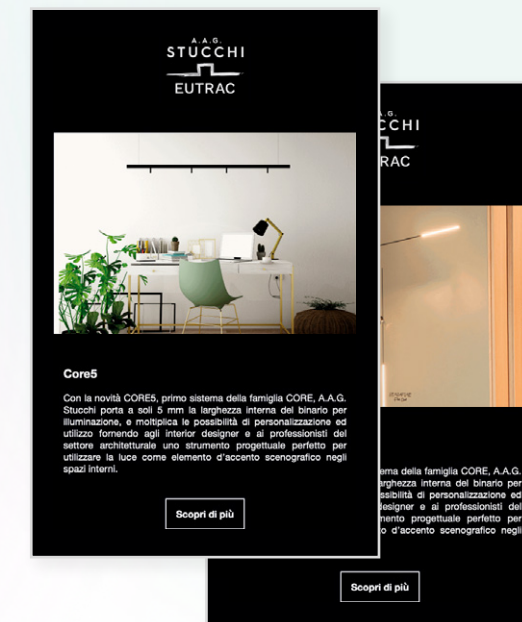 A.A.G.
STUCCHI
EUTRAC
Core5
Con la novità CORE5, primo sistema della famiglia CORE, A.A.G.
Stucchi porta a soli 5 mm la larghezza interna del binario per
illuminazione, e moltiplica le possibilità di personalizzazione ed
utilizzo fornendo agli interior designer e ai professionisti del
settore architetturale uno strumento progettuale perfetto per
utilizzare la luce come elemento d'accento scenografico negli
spazi interni.
Scopri di più
.G.
CCHI
RAC
ema della famiglia CORE, A.A.G.
arghezza interna del binario per
ssibilità di personalizzazione ed
designer e ai professionisti del
mento progettuale perfetto per
o d'accento scenografico negli
Scopri di più